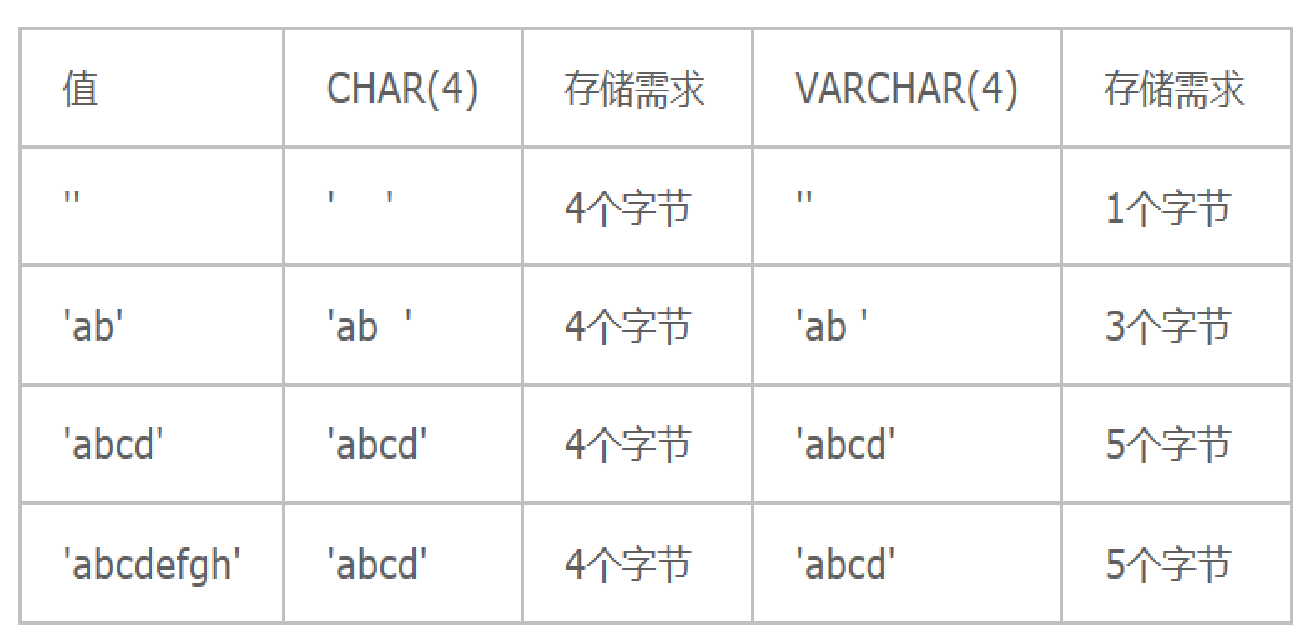 值 CHAR(4) 存储需求 VARCHAR(4) 存储需求
'' '    ' 4个字节 '' 1个字节
'ab' 'ab  ' 4个字节 'ab ' 3个字节
'abcd' 'abcd' 4个字节 'abcd' 5个字节
'abcdefgh' 'abcd' 4个字节 'abcd' 5个字节